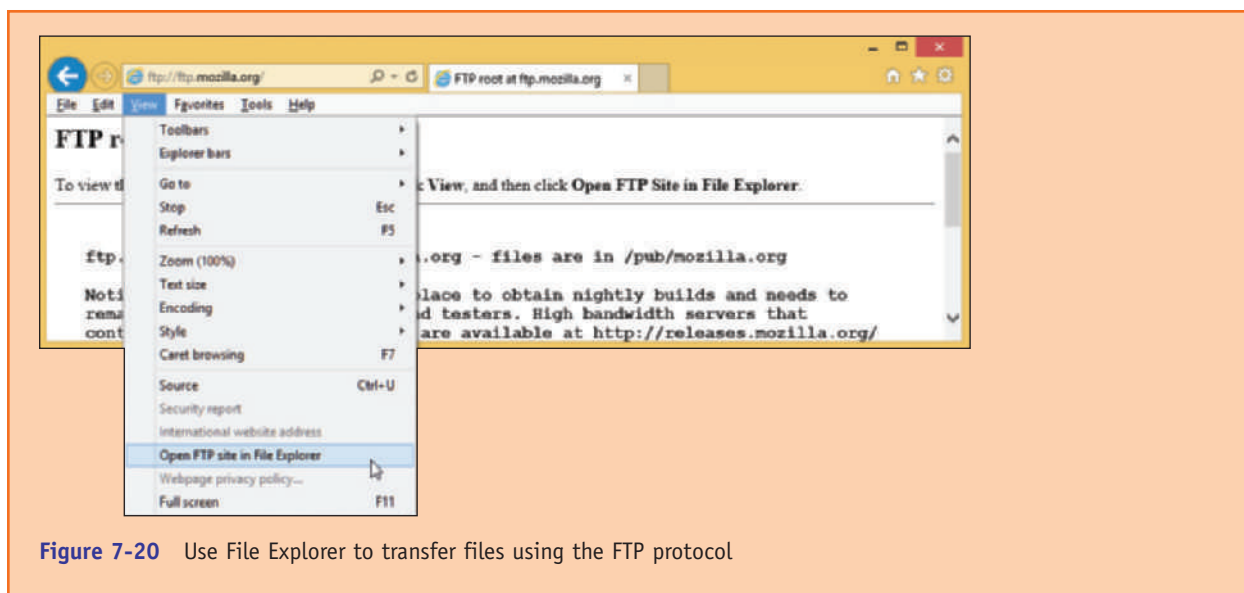 ftp://ftp.mozilla.org/
FTP root at ftp.mozilla.org
File Edit View Favorites Tools Help
FTP r
To view th
k View, and then click Open FTP Site in File Explorer.
ftp.
.org - files are in /pub/mozilla.org
Noti
lace to obtain nightly builds and needs to
rema
d testers. High bandwidth servers that
cont
are available at http://releases.mozilla.org/
Toolbars
Explorer bars
Go to
Stop Esc
Refresh F5
Zoom (100%)
Text size
Encoding
Style
Caret browsing F7
Source Ctrl+U
Security report
International website address
Open FTP site in File Explorer
Webpage privacy policy...
Full screen F11
Figure 7-20 Use File Explorer to transfer files using the FTP protocol